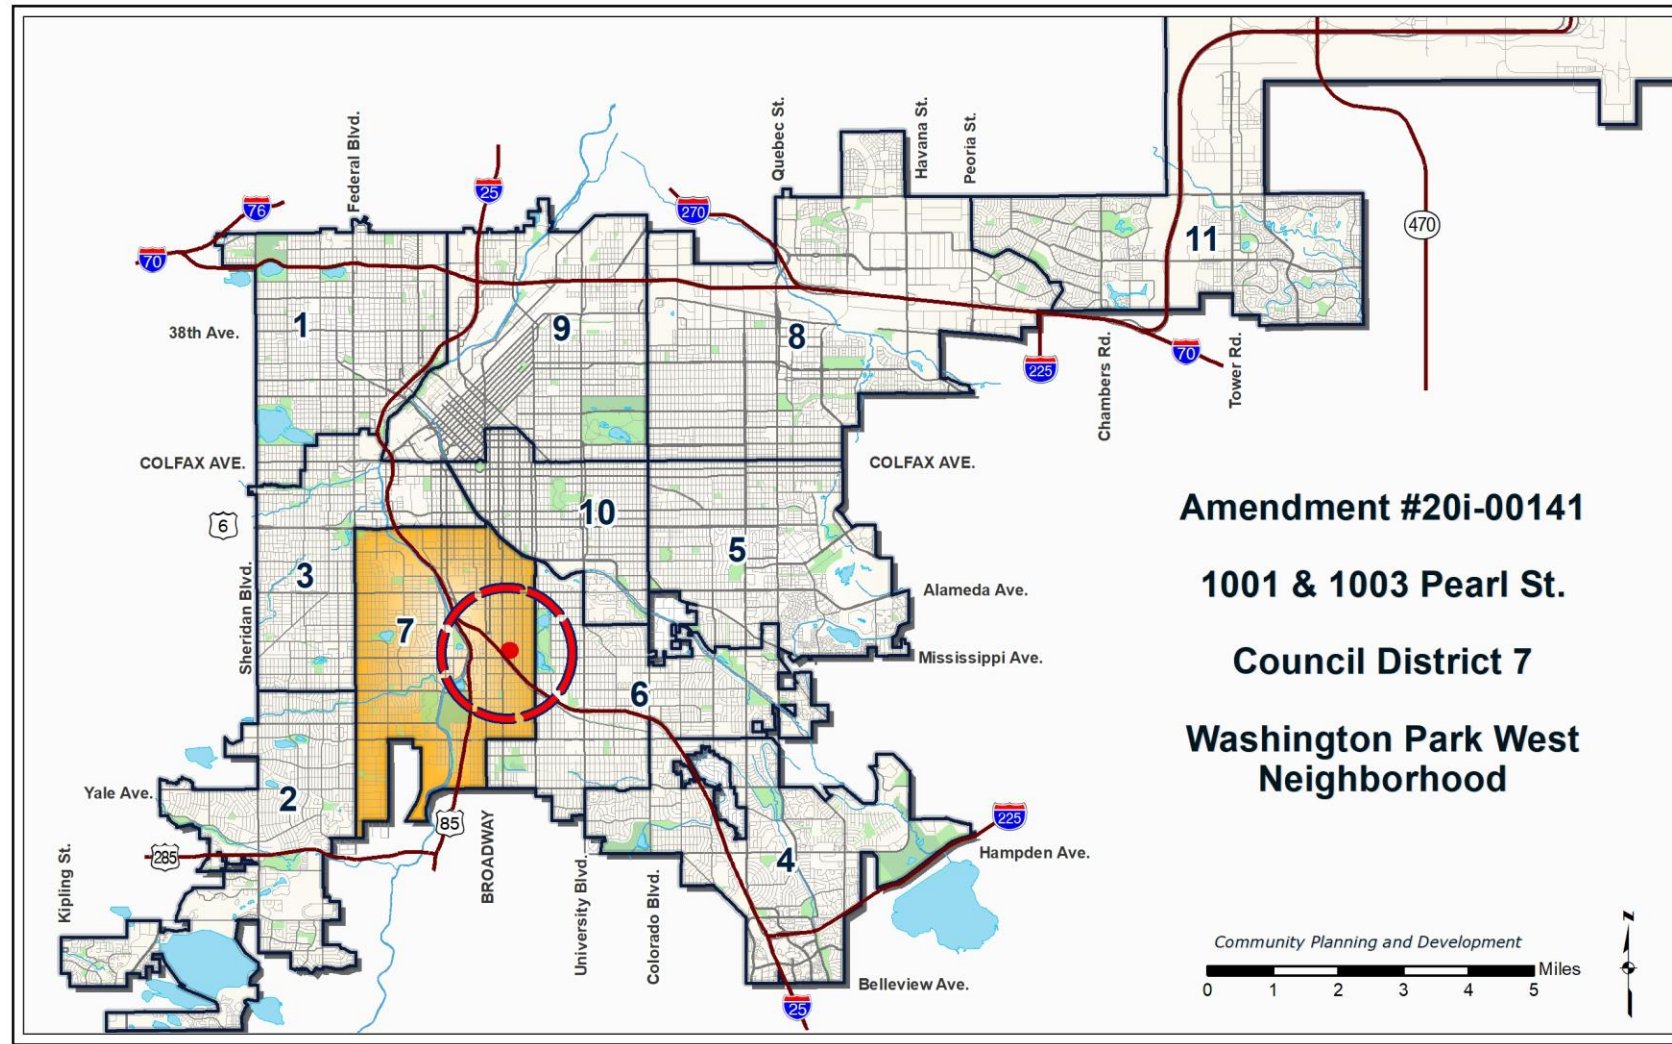 Federal Blvd.
Quebec St.
Havana St.
Peoria St.
76
25
270
70
470
11
1
9
8
38th Ave.
225
70
Chambers Rd.
Tower Rd.
COLFAX AVE.
COLFAX AVE.
6
10
5
3
Sheridan Blvd.
Alameda Ave.
7
Mississippi Ave.
6
Yale Ave.
2
85
BROADWAY
225
285
Hampden Ave.
4
Kipling St.
University Blvd.
Colorado Blvd.
Belleview Ave.
25
Amendment #20i-00141
1001 & 1003 Pearl St.
Council District 7
Washington Park West
Neighborhood
Z
Community Planning and Development
Miles
0 1 2 3 4 5